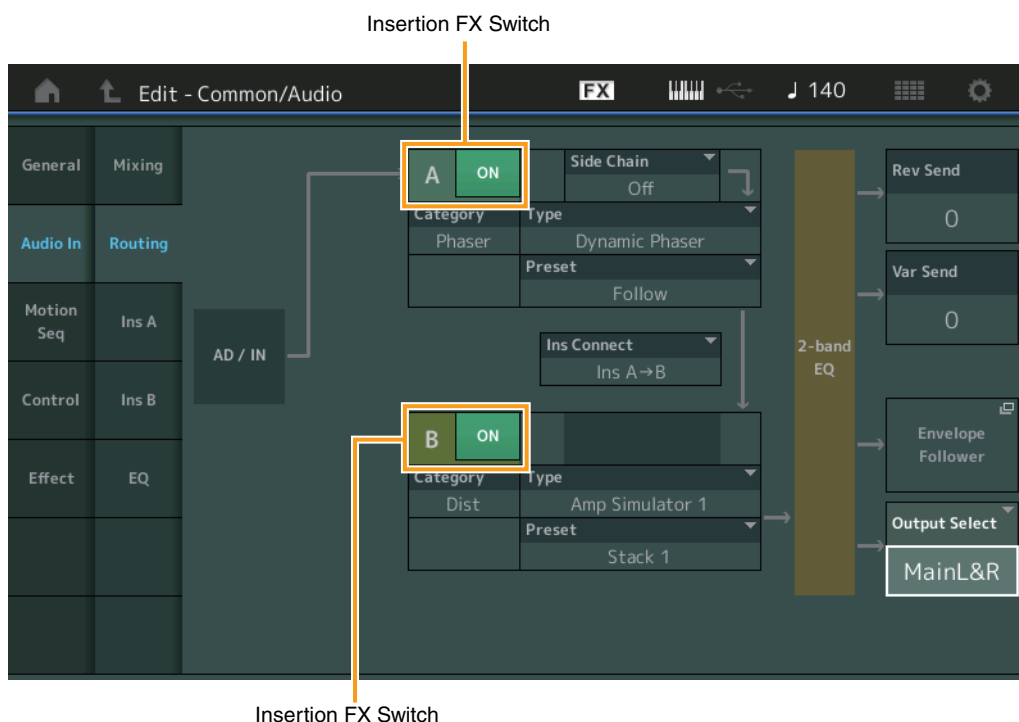 Insertion FX Switch
Edit - Common/Audio
FX
♩ 140
General
Mixing
Audio In
Routing
Motion
Seq
Ins A
Control
Ins B
Effect
EQ
AD / IN
A
ON
Side Chain
Off
Category
Phaser
Type
Dynamic Phaser
Preset
Follow
Ins Connect
Ins A→B
B
ON
Category
Dist
Type
Amp Simulator 1
Preset
Stack 1
2-band
EQ
Rev Send
0
Var Send
0
Envelope
Follower
Output Select
MainL&R
Insertion FX Switch